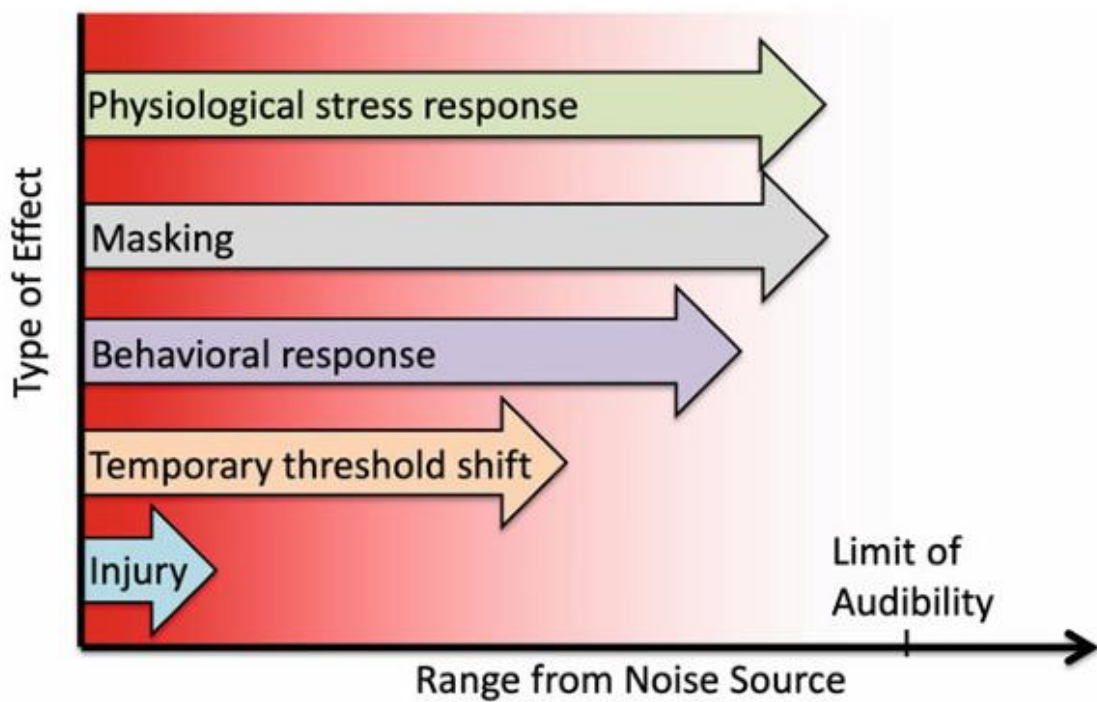 Type of Effect
Physiological stress response
Masking
Behavioral response
Temporary threshold shift
Injury
Limit of
Audibility
Range from Noise Source